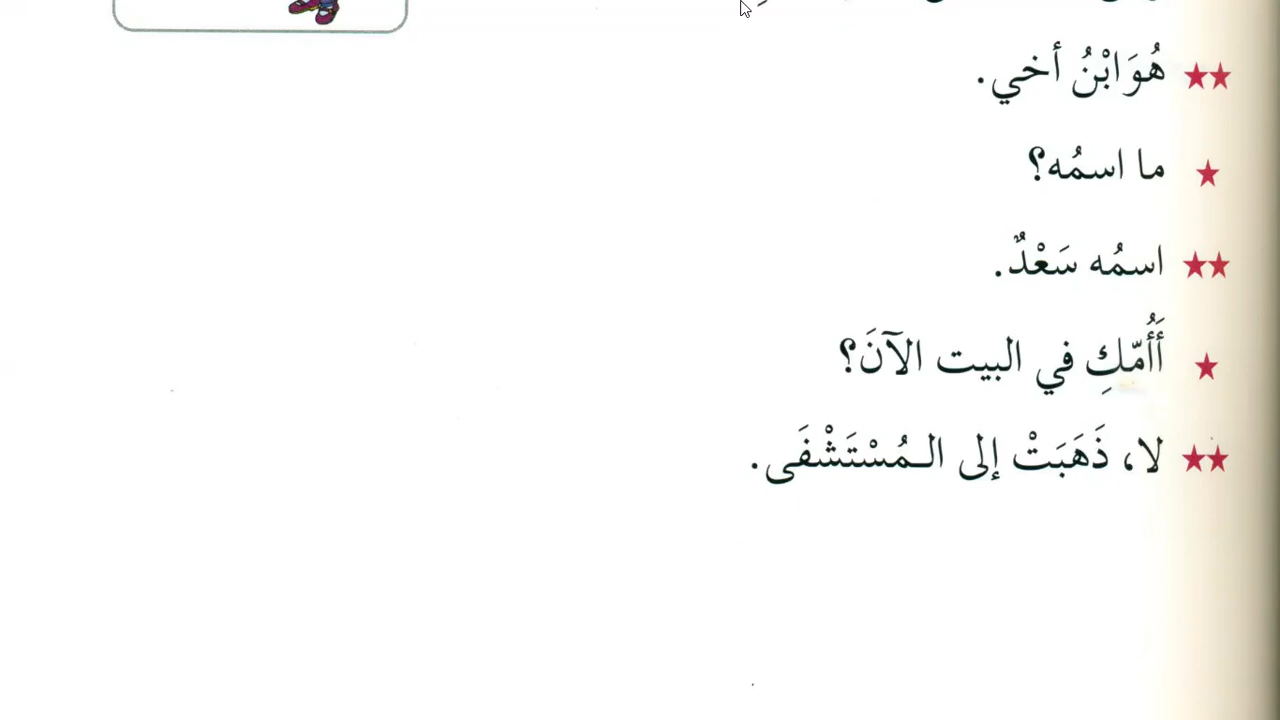 ★★ هُوَ ابْنُ أخي.
★ ما اسمُه؟
★★ اسمُه سَعْدٌ.
★ أَأُمّكِ في البيت الآنَ؟
★★ لا، ذَهَبَتْ إلى الـمُسْتَشْفَى.